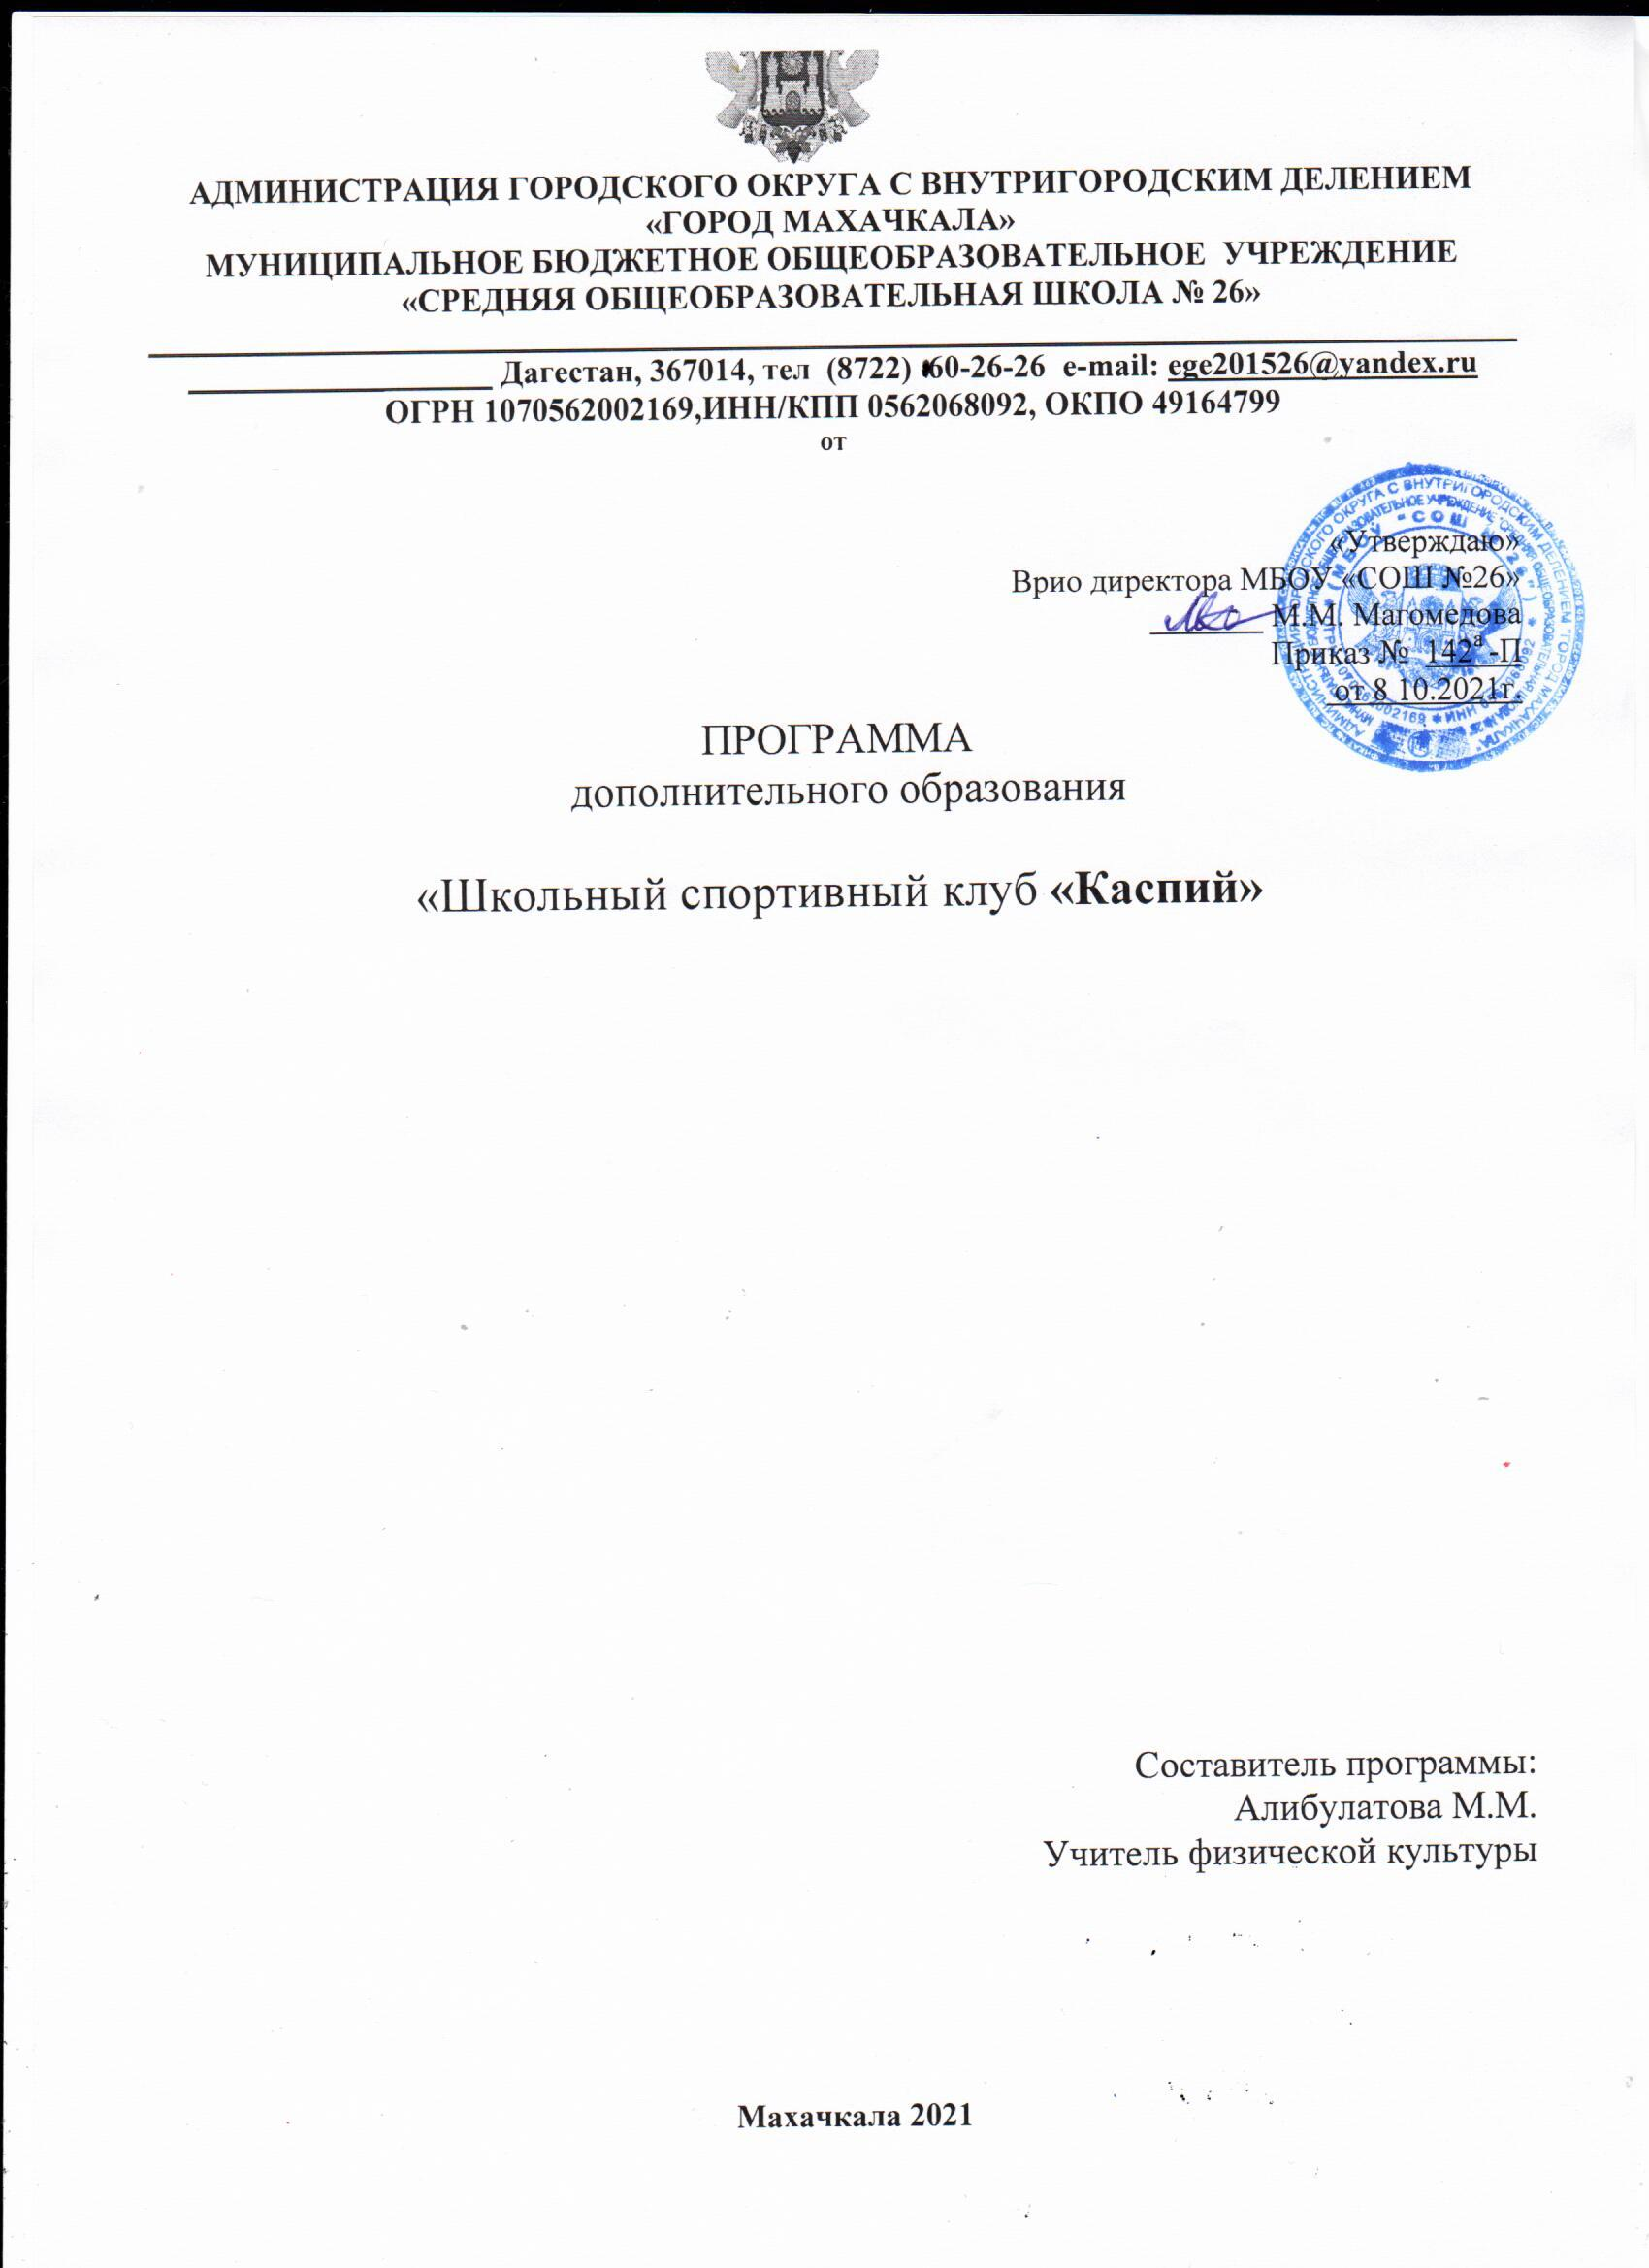 АДМИНИСТРАЦИЯ ГОРОДСКОГО ОКРУГА С ВНУТРИГОРОДСКИМ ДЕЛЕНИЕМ
«ГОРОД МАХАЧКАЛА»
МУНИЦИПАЛЬНОЕ БЮДЖЕТНОЕ ОБЩЕОБРАЗОВАТЕЛЬНОЕ УЧРЕЖДЕНИЕ
«СРЕДНЯЯ ОБЩЕОБРАЗОВАТЕЛЬНАЯ ШКОЛА № 26»
Дагестан, 367014, тел (8722) 60-26-26 e-mail: ege201526@yandex.ru
ОГРН 1070562002169,ИНН/КПП 0562068092, ОКПО 49164799
от
«Утверждаю»
Врио директора МБОУ «СОШ №26»
М.М. Магомедова
Приказ № 142ª -П
от 8 10.2021г.
ПРОГРАММА
дополнительного образования
«Школьный спортивный клуб «Каспий»
Составитель программы:
Алибулатова М.М.
Учитель физической культуры
Махачкала 2021